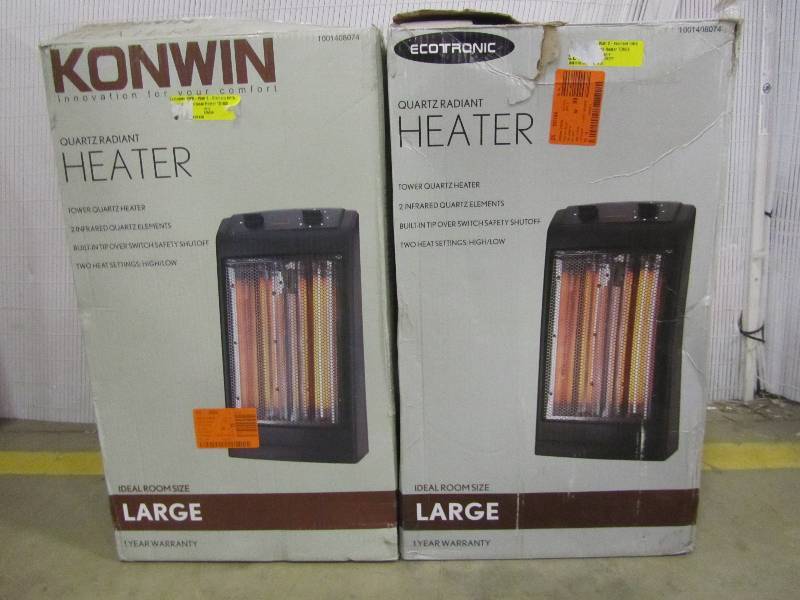 KONWIN
Innovation for your comfort
1001408074
QUARTZ RADIANT
HEATER
TOWER QUARTZ HEATER
2 INFRARED QUARTZ ELEMENTS
BUILT-IN TIP OVER SWITCH SAFETY SHUTOFF
TWO HEAT SETTINGS: HIGH/LOW
IDEAL ROOM SIZE
LARGE
1 YEAR WARRANTY
ECOTRONIC
1001408074
QUARTZ RADIANT
HEATER
TOWER QUARTZ HEATER
2 INFRARED QUARTZ ELEMENTS
BUILT-IN TIP OVER SWITCH SAFETY SHUTOFF
TWO HEAT SETTINGS: HIGH/LOW
IDEAL ROOM SIZE
LARGE
1 YEAR WARRANTY